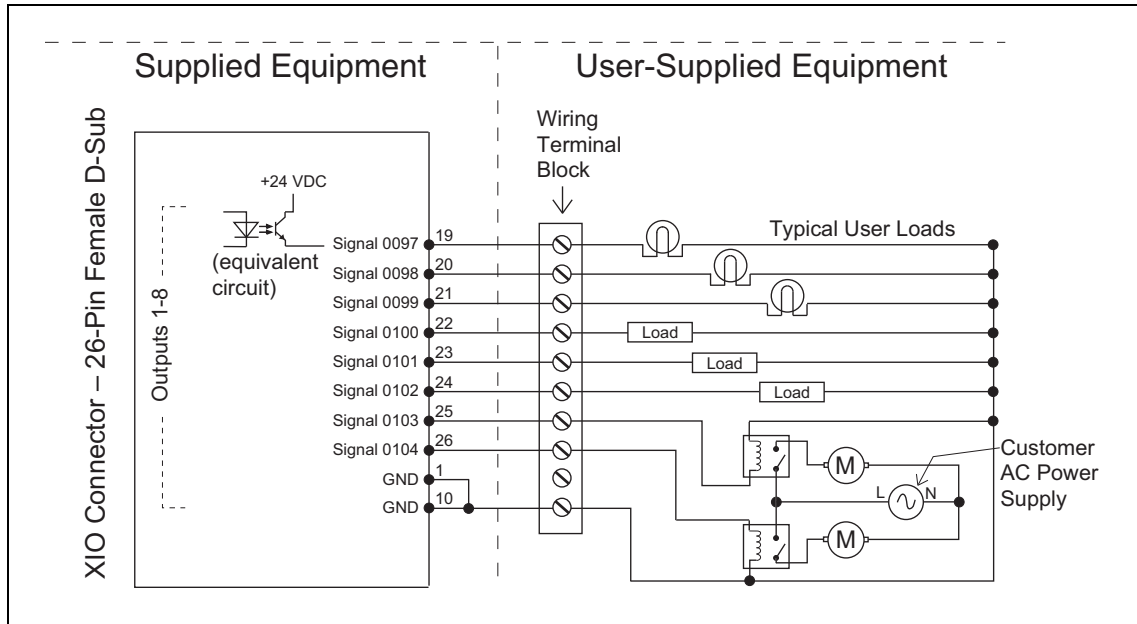 Supplied Equipment
User-Supplied Equipment
XIO Connector – 26-Pin Female D-Sub
Wiring
Terminal
Block
+24 VDC
(equivalent
circuit)
Outputs 1-8
Typical User Loads
Signal 0097 19
Signal 0098 20
Signal 0099 21
Signal 0100 22
Load
Signal 0101 23
Load
Signal 0102 24
Load
Signal 0103 25
Signal 0104 26
GND 1
GND 10
M
L
N
M
Customer
AC Power
Supply